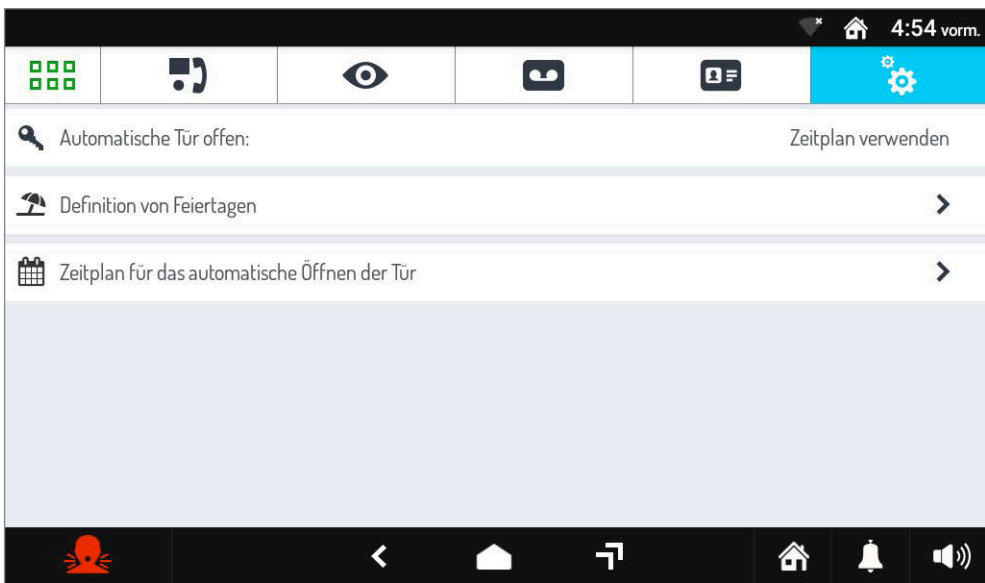 4:54 vorm.
Automatische Tür offen: Zeitplan verwenden
Definition von Feiertagen
Zeitplan für das automatische Öffnen der Tür